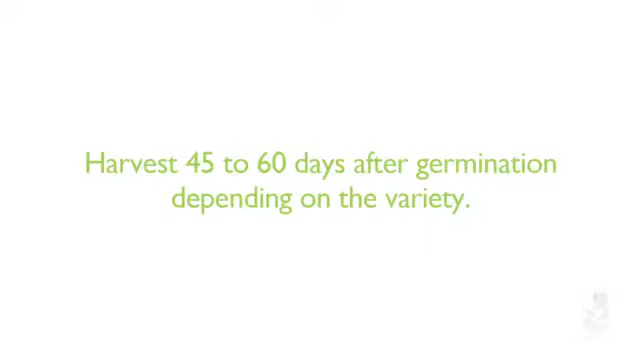 Harvest 45 to 60 days after germination
depending on the variety.